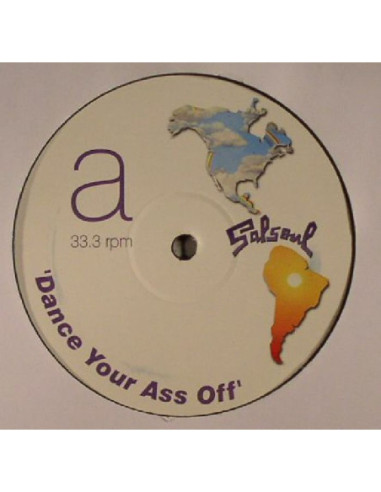 a
33.3 rpm
Salsoul
'Dance Your Ass Off'